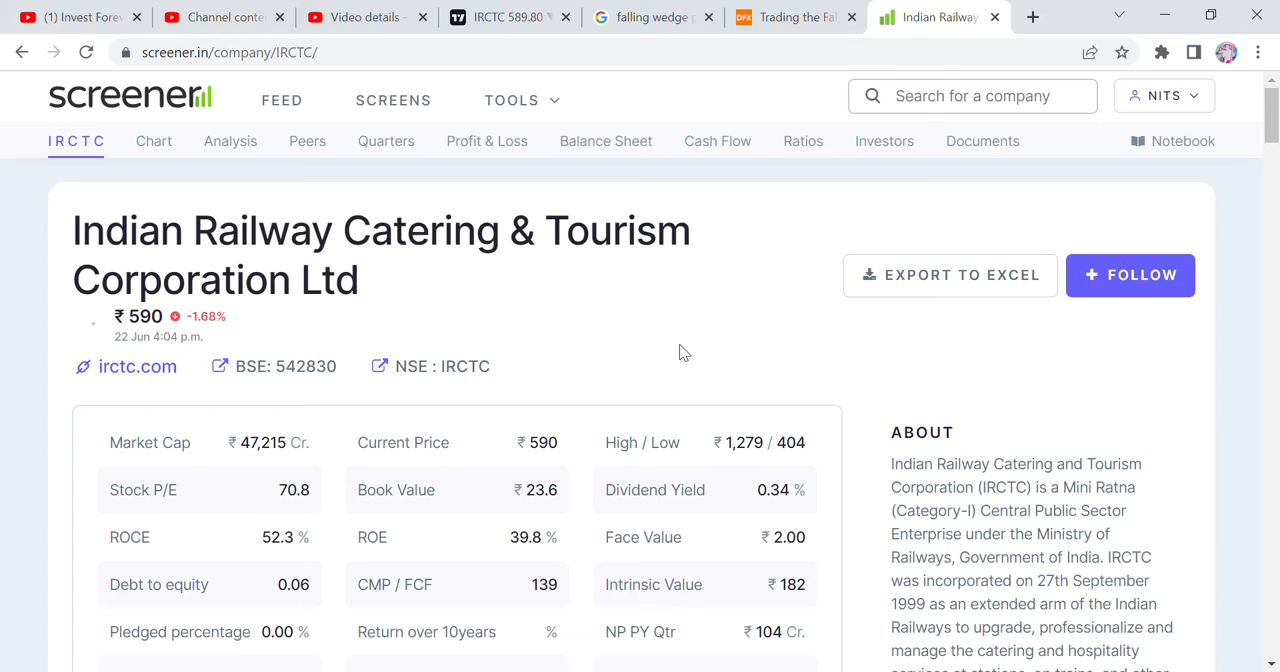 (1) Invest Forev
Channel conte
Video details -
IRCTC 589.80
falling wedge p
Trading the Fal
Indian Railway
screener.in/company/IRCTC/
screener
FEED
SCREENS
TOOLS
Search for a company
NITS
IRCTC
Chart
Analysis
Peers
Quarters
Profit & Loss
Balance Sheet
Cash Flow
Ratios
Investors
Documents
Notebook
Indian Railway Catering & Tourism
Corporation Ltd
EXPORT TO EXCEL
+ FOLLOW
₹ 590 -1.68%
22 Jun 4:04 p.m.
irctc.com
BSE: 542830
NSE : IRCTC
Market Cap ₹ 47,215 Cr.
Current Price ₹ 590
High / Low ₹ 1,279 / 404
Stock P/E 70.8
Book Value ₹ 23.6
Dividend Yield 0.34 %
ROCE 52.3 %
ROE 39.8 %
Face Value ₹ 2.00
Debt to equity 0.06
CMP / FCF 139
Intrinsic Value ₹ 182
Pledged percentage 0.00 %
Return over 10years %
NP PY Qtr ₹ 104 Cr.
ABOUT
Indian Railway Catering and Tourism
Corporation (IRCTC) is a Mini Ratna
(Category-I) Central Public Sector
Enterprise under the Ministry of
Railways, Government of India. IRCTC
was incorporated on 27th September
1999 as an extended arm of the Indian
Railways to upgrade, professionalize and
manage the catering and hospitality